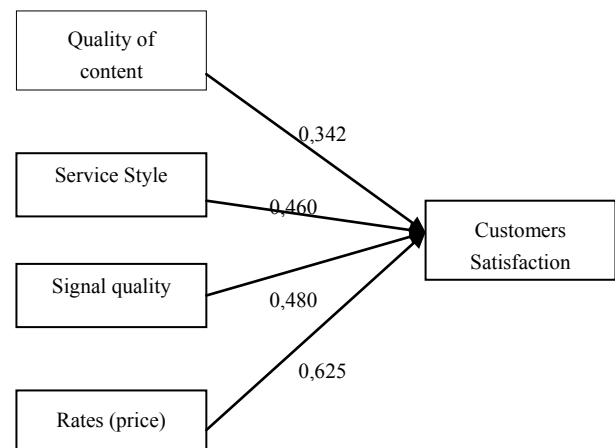 Quality of
content
0,342
Service Style
0,460
Customers
Satisfaction
Signal quality
0,480
0,625
Rates (price)